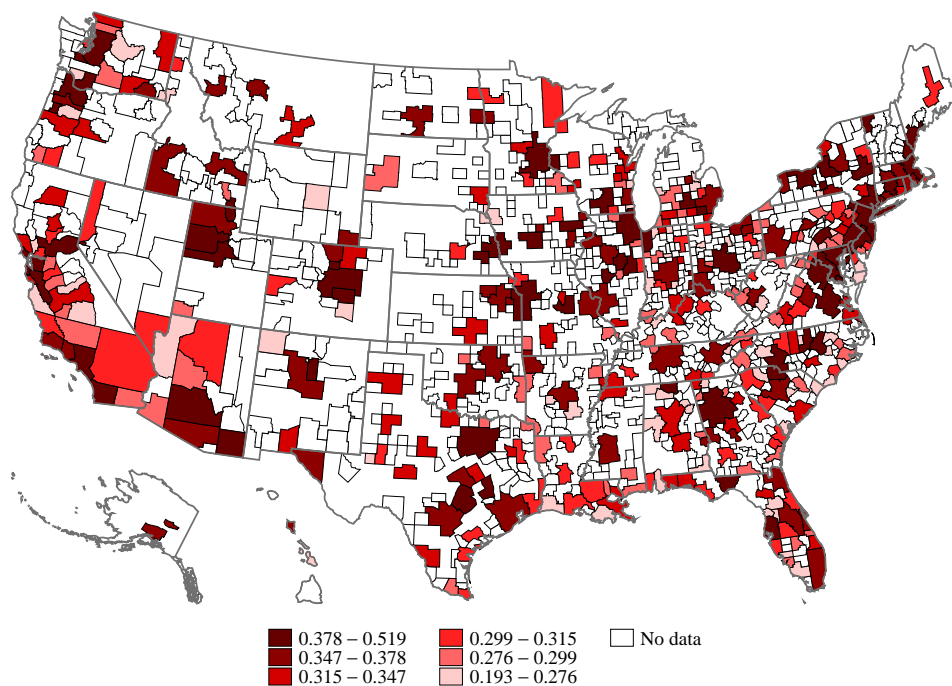 0.378 – 0.519 0.299 – 0.315 No data
0.347 – 0.378 0.276 – 0.299
0.315 – 0.347 0.193 – 0.276